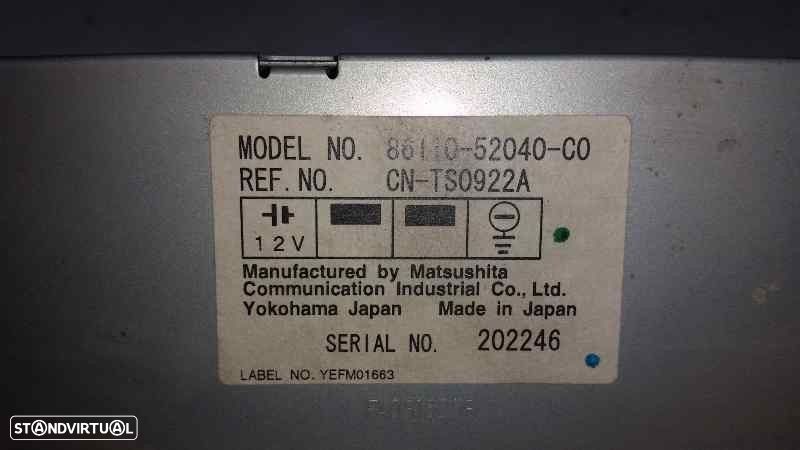 MODEL NO. 86110-52040-C0
REF. NO. CN-TS0922A
12V
Manufactured by Matsushita
Communication Industrial Co., Ltd.
Yokohama Japan Made in Japan
SERIAL NO. 202246
LABEL NO. YEFM01663
STANDVIRTUAL